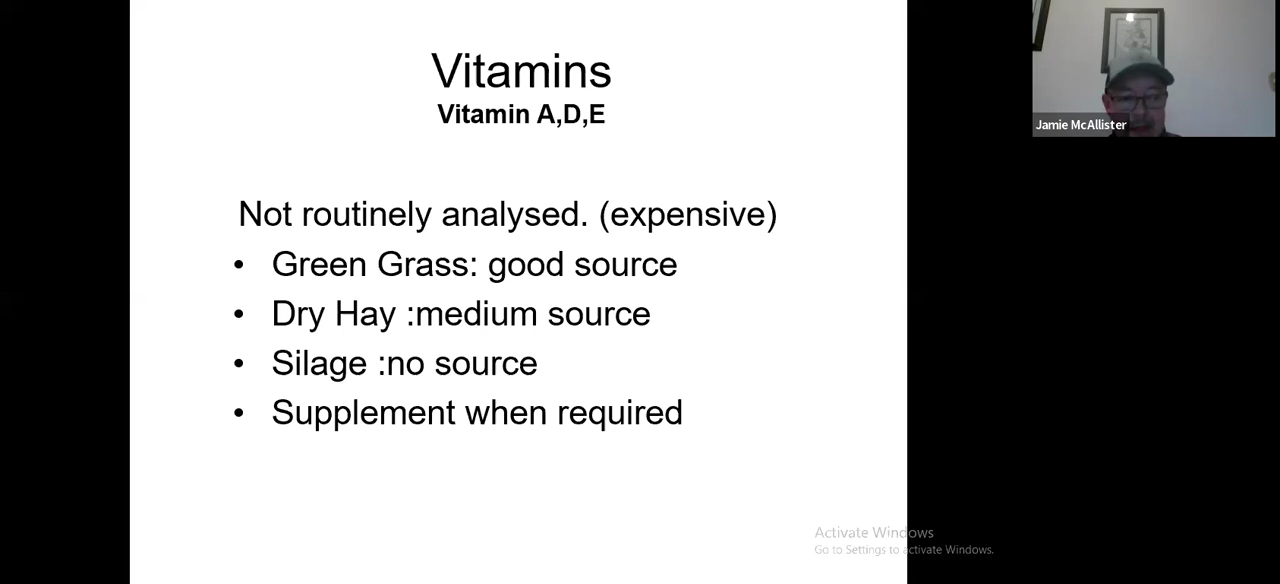 Vitamins
Vitamin A,D,E
Not routinely analysed. (expensive)
• Green Grass: good source
• Dry Hay :medium source
• Silage :no source
• Supplement when required
Jamie McAllister
Activate Windows
Go to Settings to activate Windows.